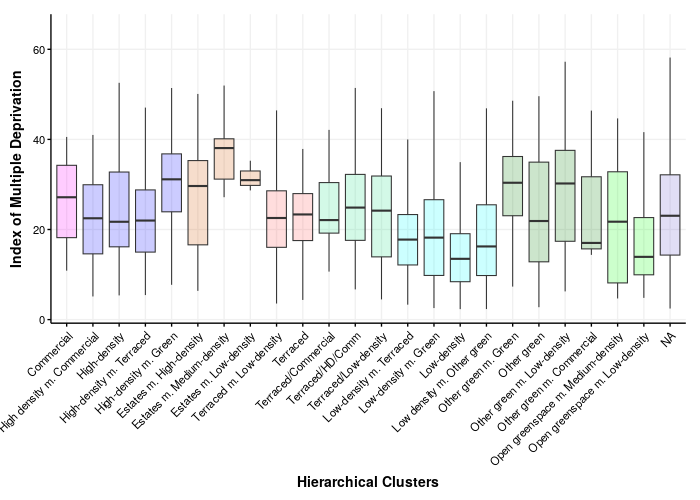 Index of Multiple Deprivation
60
40
20
0
Commercial
High density m. Commercial
High-density
High-density m. Terraced
High-density m. Green
Estates m. High-density
Estates m. Medium-density
Estates m. Low-density
Terraced m. Low-density
Terraced
Terraced/Commercial
Terraced/HD/Comm
Terraced/Low-density
Low-density m. Terraced
Low-density m. Green
Low-density
Low density m. Other green
Other green m. Green
Other green
Other green m. Low-density
Other green m. Commercial
Open greenspace m. Medium-density
Open greenspace m. Low-density
NA
Hierarchical Clusters